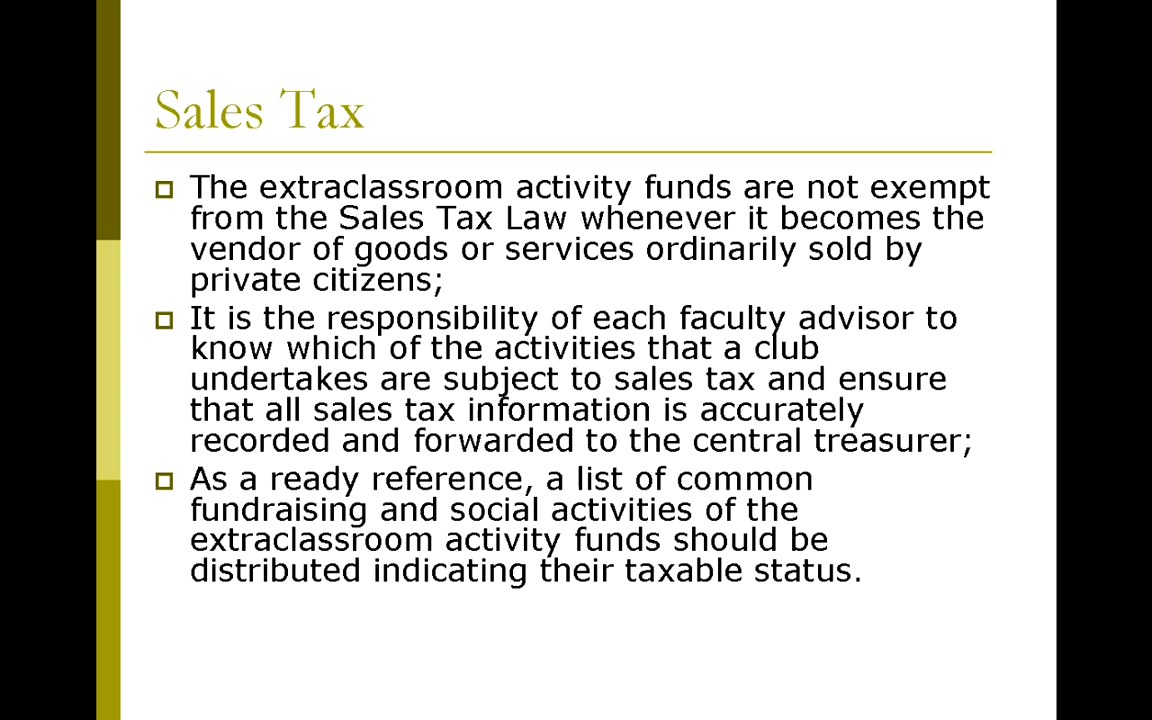 Sales Tax
The extraclassroom activity funds are not exempt
from the Sales Tax Law whenever it becomes the
vendor of goods or services ordinarily sold by
private citizens;
It is the responsibility of each faculty advisor to
know which of the activities that a club
undertakes are subject to sales tax and ensure
that all sales tax information is accurately
recorded and forwarded to the central treasurer;
As a ready reference, a list of common
fundraising and social activities of the
extraclassroom activity funds should be
distributed indicating their taxable status.